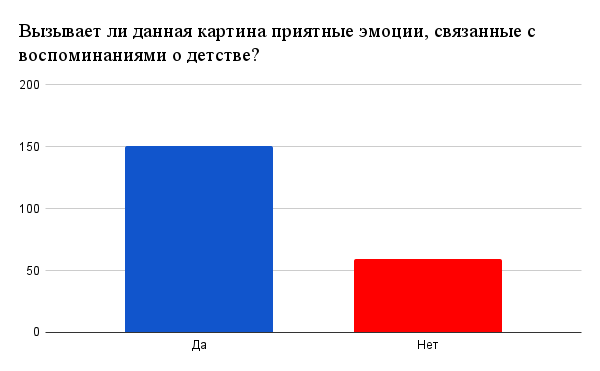 Вызывает ли данная картина приятные эмоции, связанные с
воспоминаниями о детстве?
200
150
100
50
0
Да
Нет